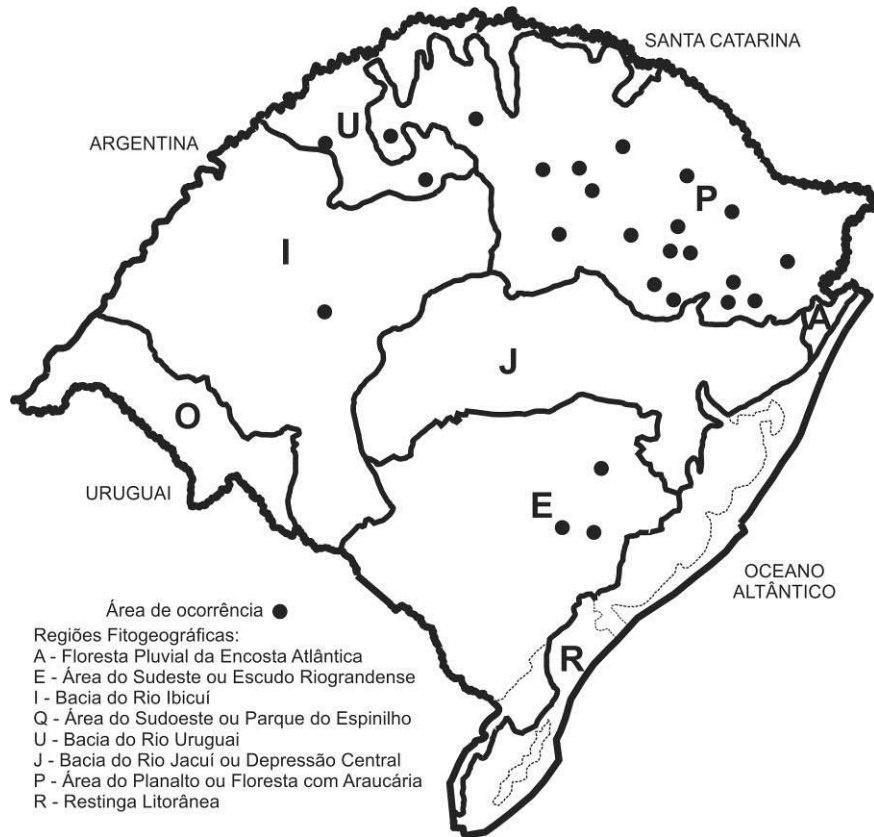 SANTA CATARINA
ARGENTINA
U
P
I
A
J
O
URUGUAI
E
OCEANO
ALTÂNTICO
R
Área de ocorrência
Regiões Fitogeográficas:
A - Floresta Pluvial da Encosta Atlântica
E - Área do Sudeste ou Escudo Riograndense
I - Bacia do Rio Ibicuí
Q - Área do Sudoeste ou Parque do Espinilho
U - Bacia do Rio Uruguai
J - Bacia do Rio Jacuí ou Depressão Central
P - Área do Planalto ou Floresta com Araucária
R - Restinga Litorânea